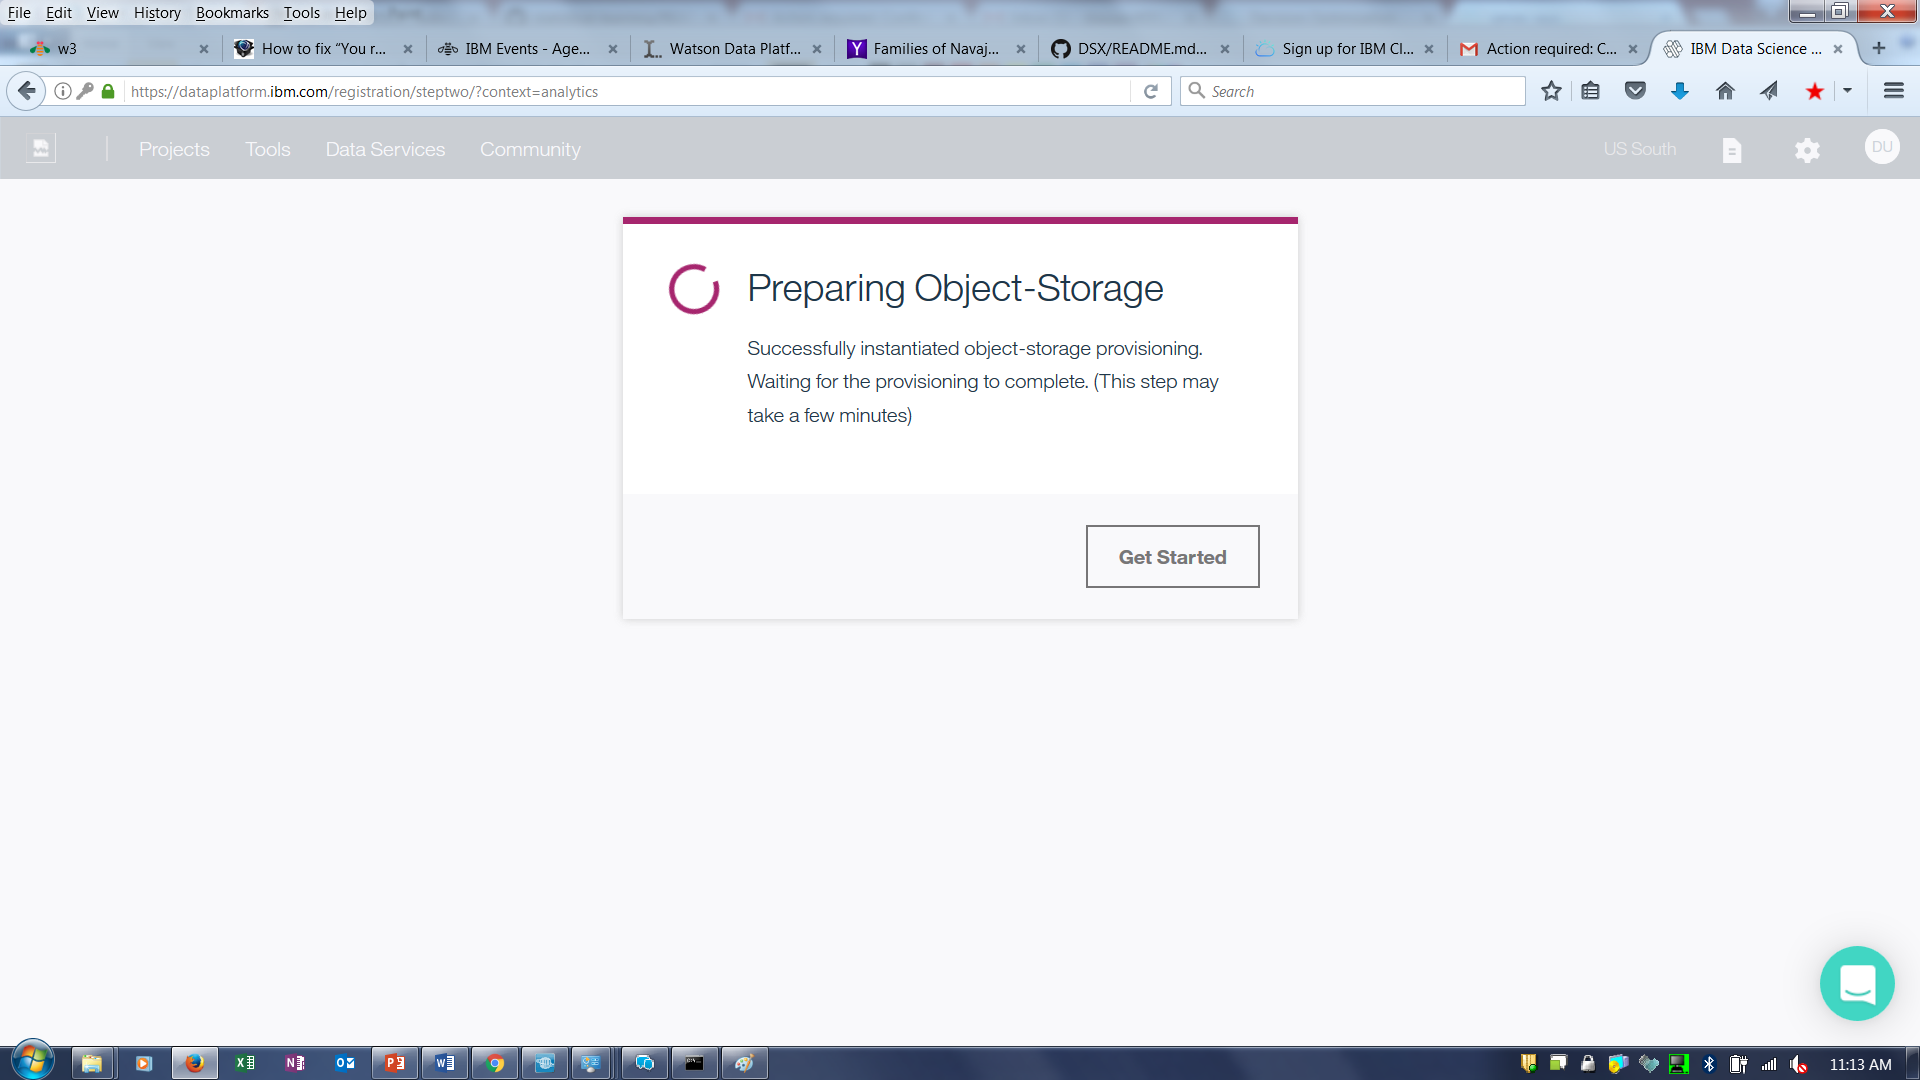 File Edit View History Bookmarks Tools Help
w3
How to fix “You r...
IBM Events - Age...
Watson Data Platf...
Families of Navaj...
DSX/README.md...
Sign up for IBM Cl...
Action required: C...
IBM Data Science ...
https://dataplatform.ibm.com/registration/steptwo/?context=analytics
Search
Projects Tools Data Services Community
US South
DU
Preparing Object-Storage
Successfully instantiated object-storage provisioning.
Waiting for the provisioning to complete. (This step may
take a few minutes)
Get Started
11:13 AM